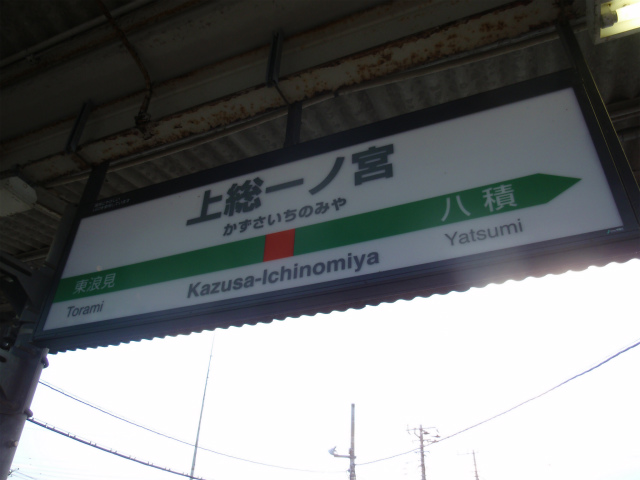 上総一ノ宮
かずさいちのみや
東浪見
八積
Torami
Kazusa-Ichinomiya
Yatsumi